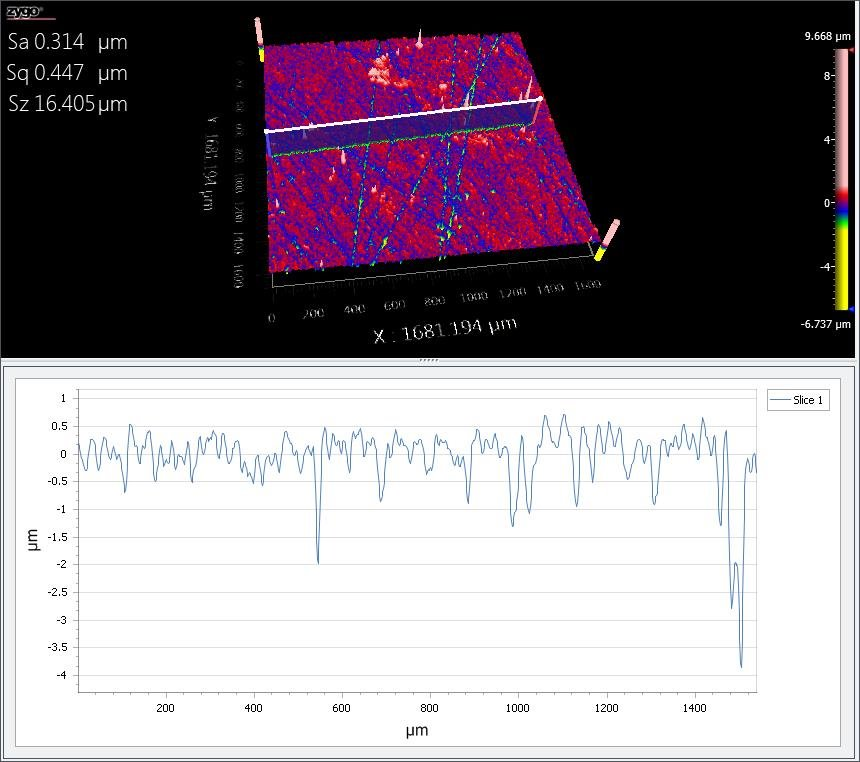 zygo
Sa 0.314 µm
Sq 0.447 µm
Sz 16.405 µm
9.668 µm
8
4
0
-4
-6.737 µm
Y : 1681.194 µm
0 200 400 600 800 1000 1200 1400 1600
X : 1681.194 µm
1
0.5
0
-0.5
-1
-1.5
-2
-2.5
-3
-3.5
-4
µm
200 400 600 800 1000 1200 1400
µm
Slice 1